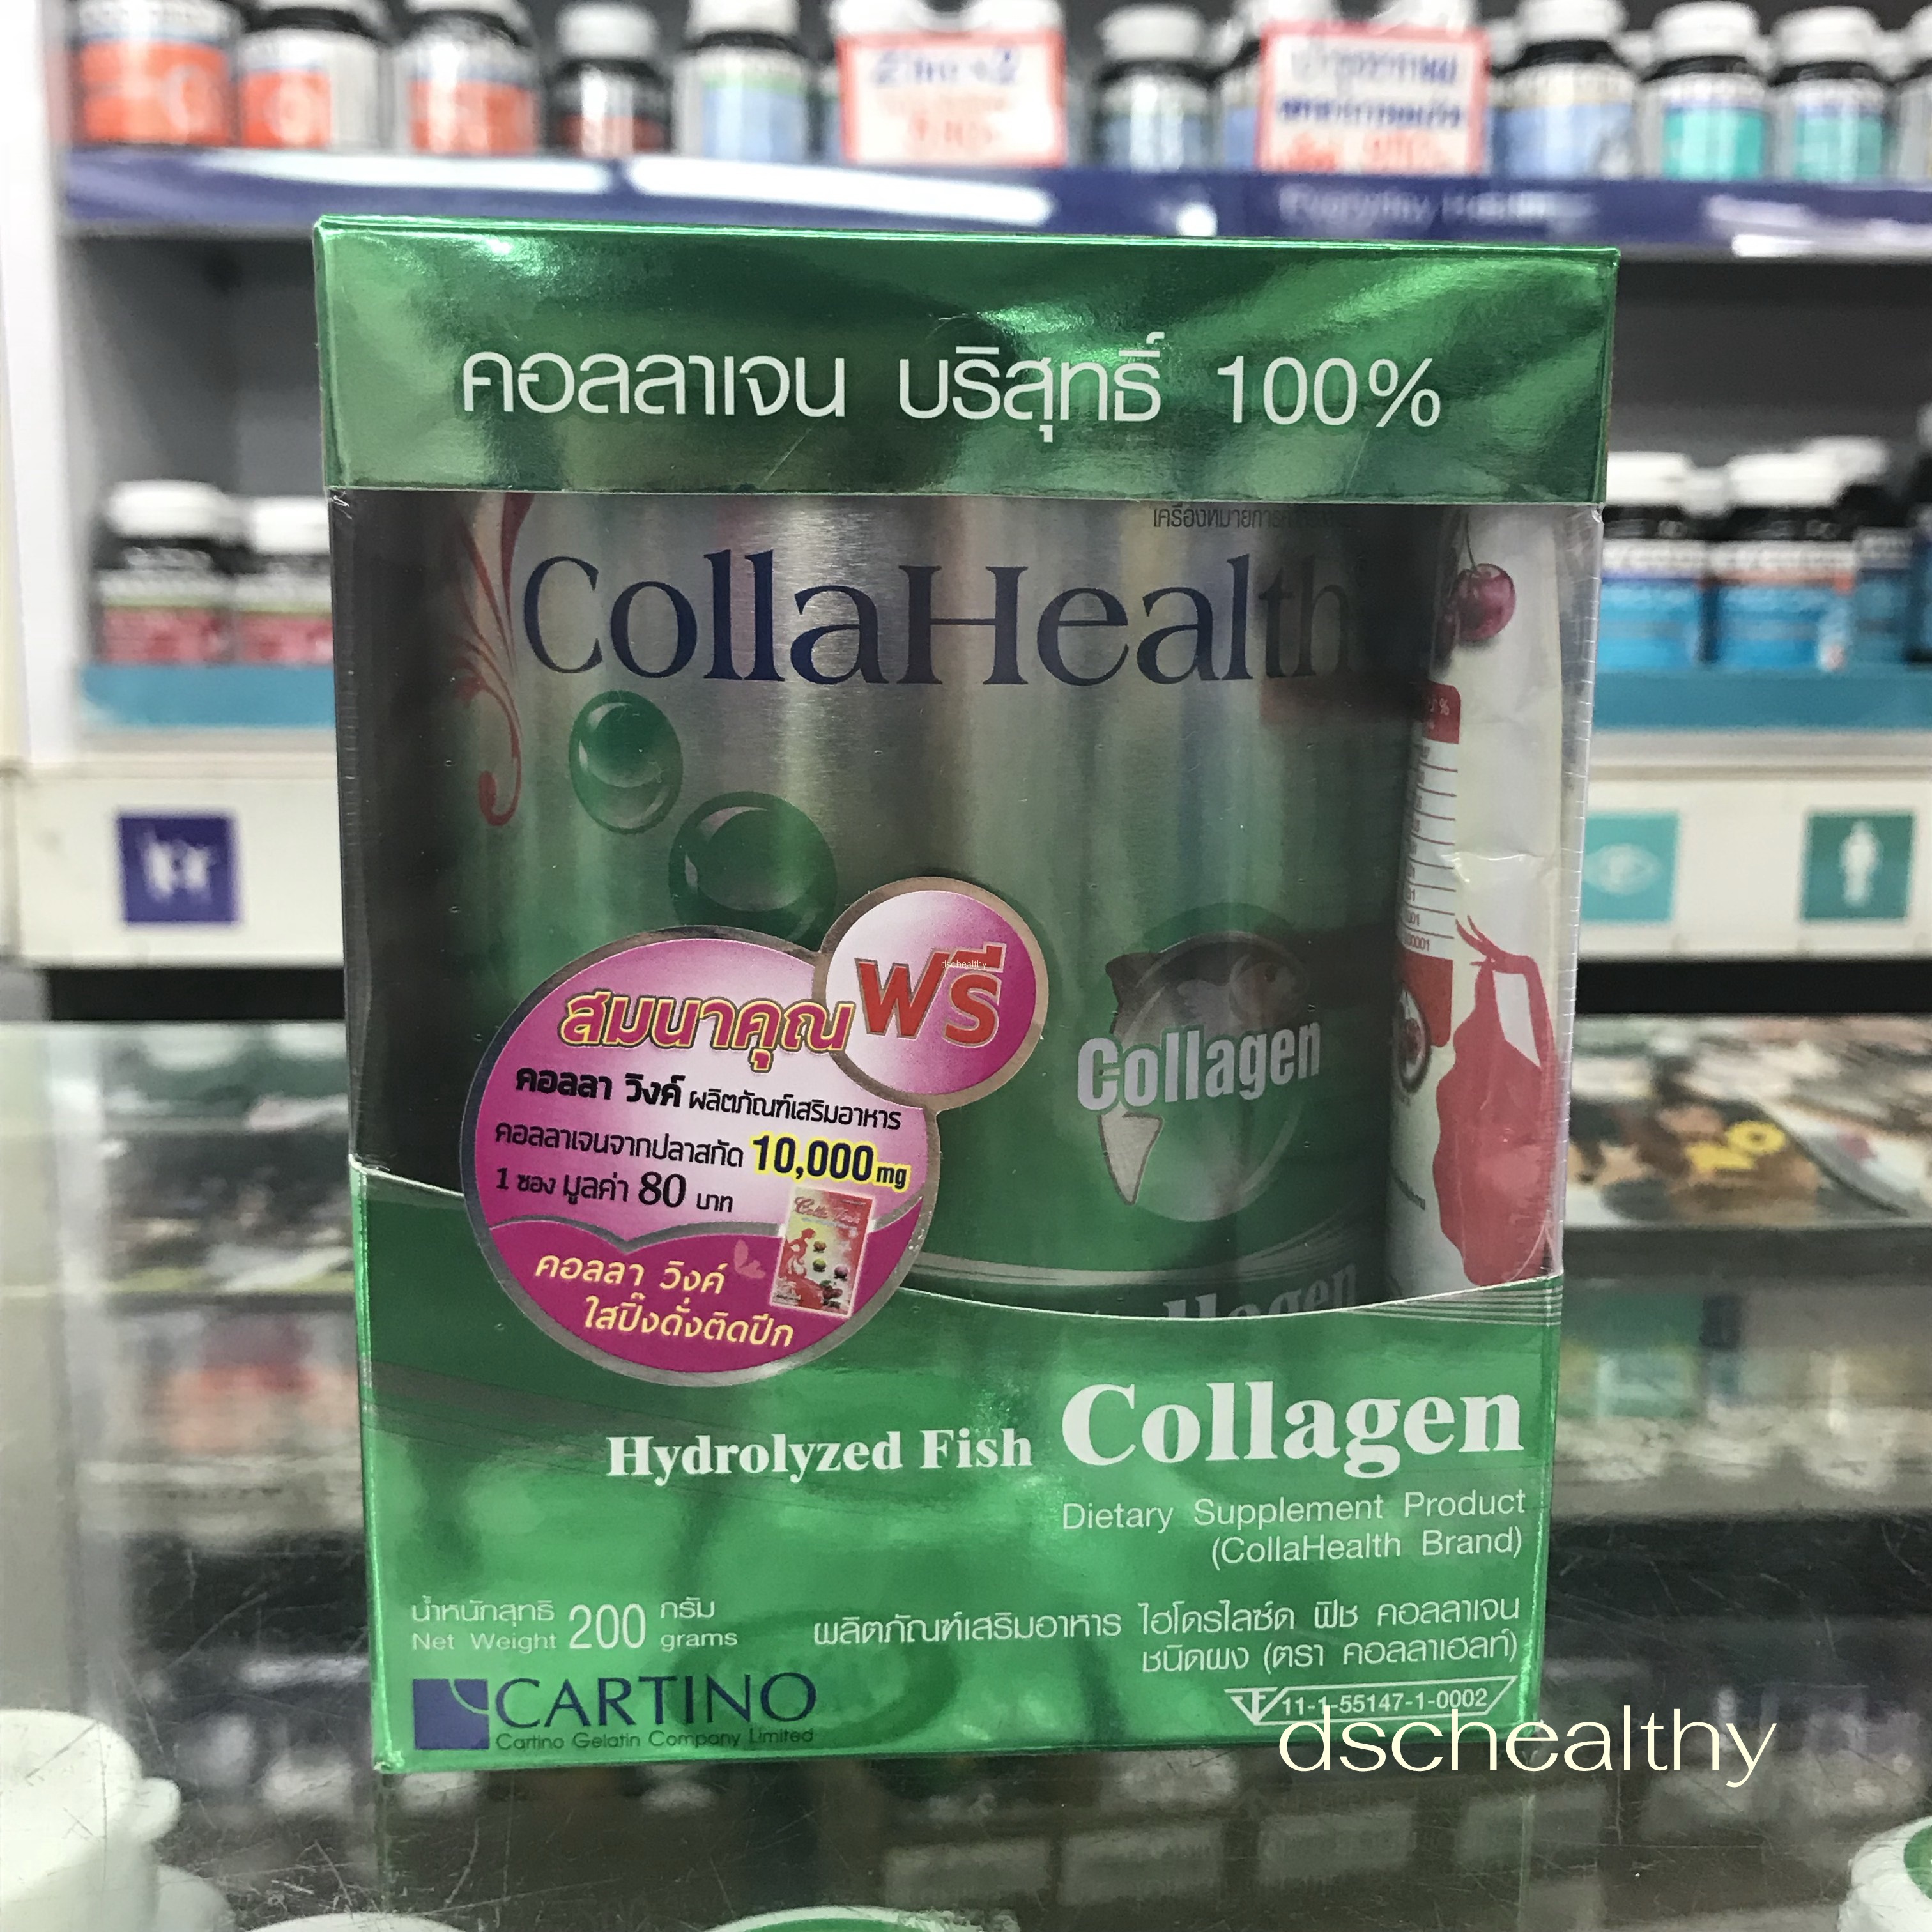 คอลลาเจน บริสุทธิ์ 100%
CollaHealth
สมนาคุณ ฟรี
dschealthy
คอลลา วิงค์ ผลิตภัณฑ์เสริมอาหาร
คอลลาเจนจากปลาสกัด 10,000 mg
1 ซอง มูลค่า 80 บาท
คอลลา วิงค์
ใสปิ๊งดั่งติดปีก
Collagen
Hydrolyzed Fish Collagen
Dietary Supplement Product
(CollaHealth Brand)
น้ำหนักสุทธิ 200 กรัม
Net Weight grams
ผลิตภัณฑ์เสริมอาหาร ไฮโดรไลซ์ด ฟิช คอลลาเจน
ชนิดผง (ตรา คอลลาเฮลท์)
CARTINO
Cartino Gelatin Company Limited
11-1-55147-1-0002
dschealthy